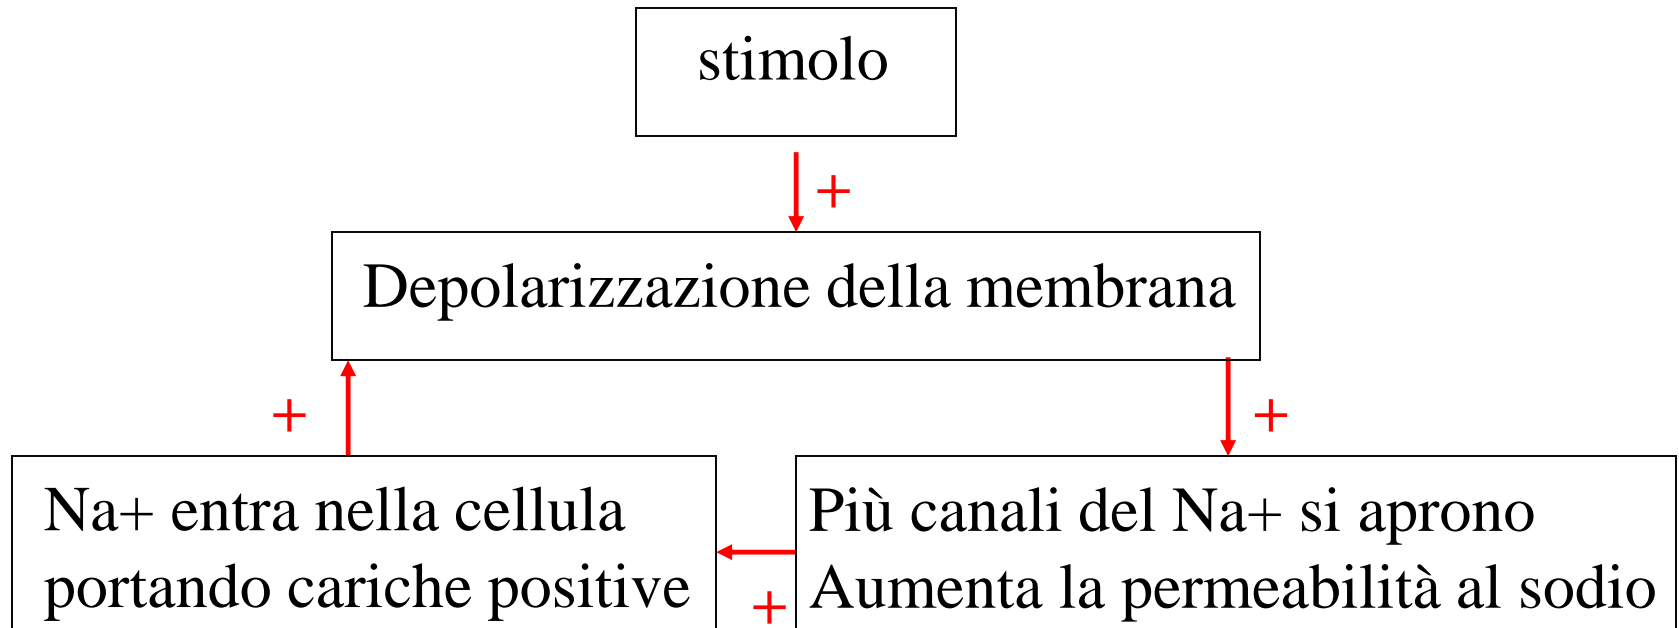 stimolo
+
Depolarizzazione della membrana
+
+
Na+ entra nella cellula
portando cariche positive
+
Più canali del Na+ si aprono
Aumenta la permeabilità al sodio